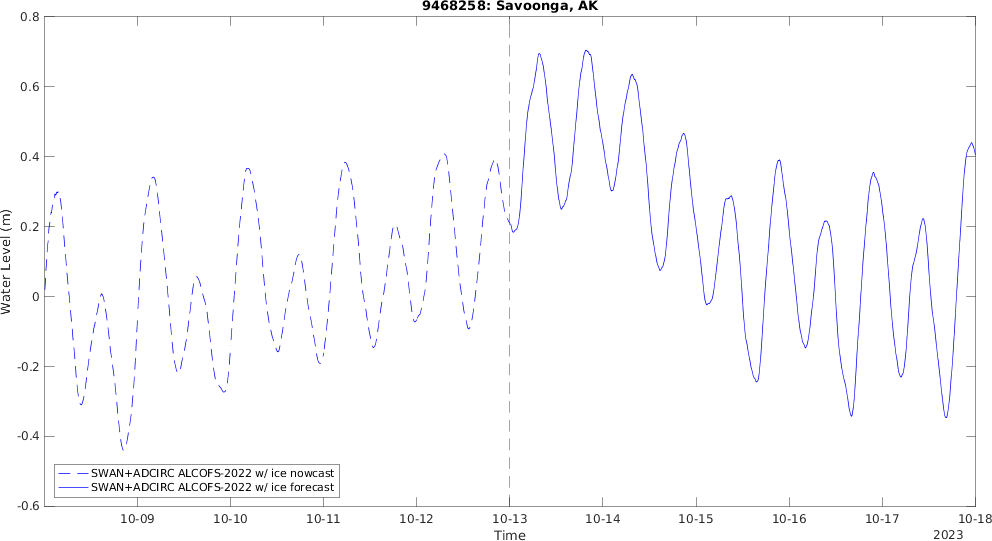 9468258: Savoonga, AK
0.8
0.6
0.4
0.2
0
-0.2
-0.4
-0.6
Water Level (m)
SWAN+ADCIRC ALCOFS-2022 w/ ice nowcast
SWAN+ADCIRC ALCOFS-2022 w/ ice forecast
10-09 10-10 10-11 10-12 10-13 10-14 10-15 10-16 10-17 10-18
Time
2023